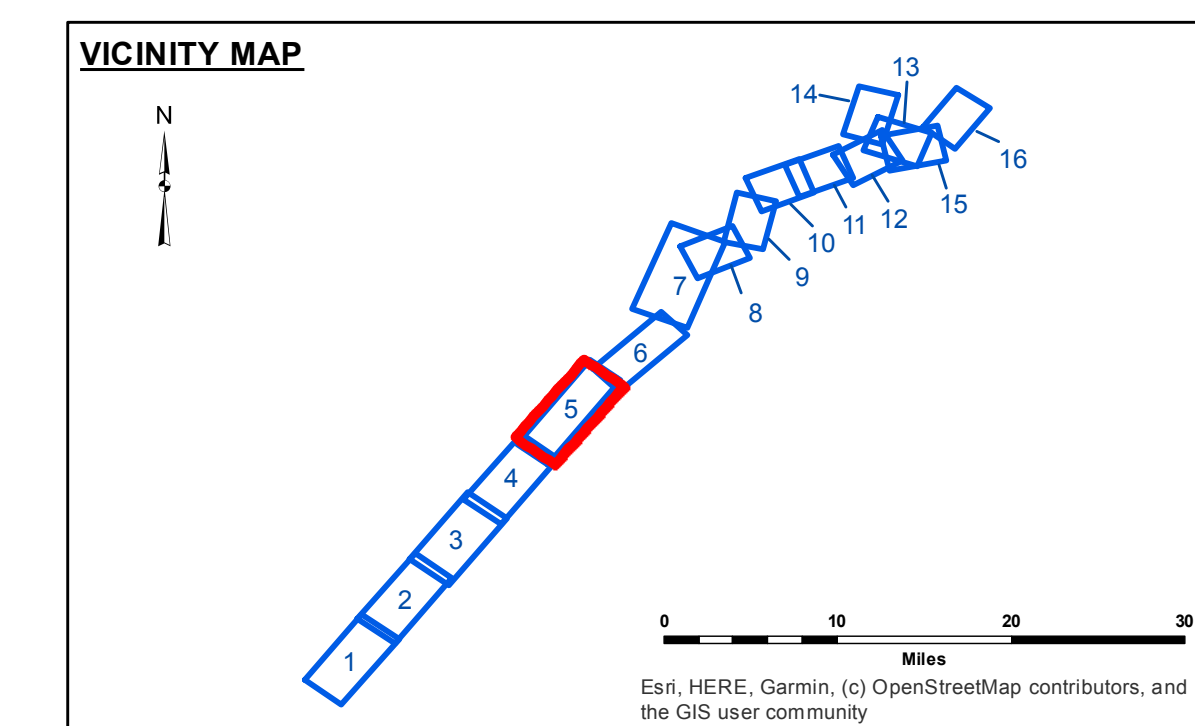 VICINITY MAP
N
13
14
16
15
12
11
10
9
7
8
6
5
4
3
2
1
0 10 20 30
Miles
Esri, HERE, Garmin, (c) OpenStreetMap contributors, and
the GIS user community